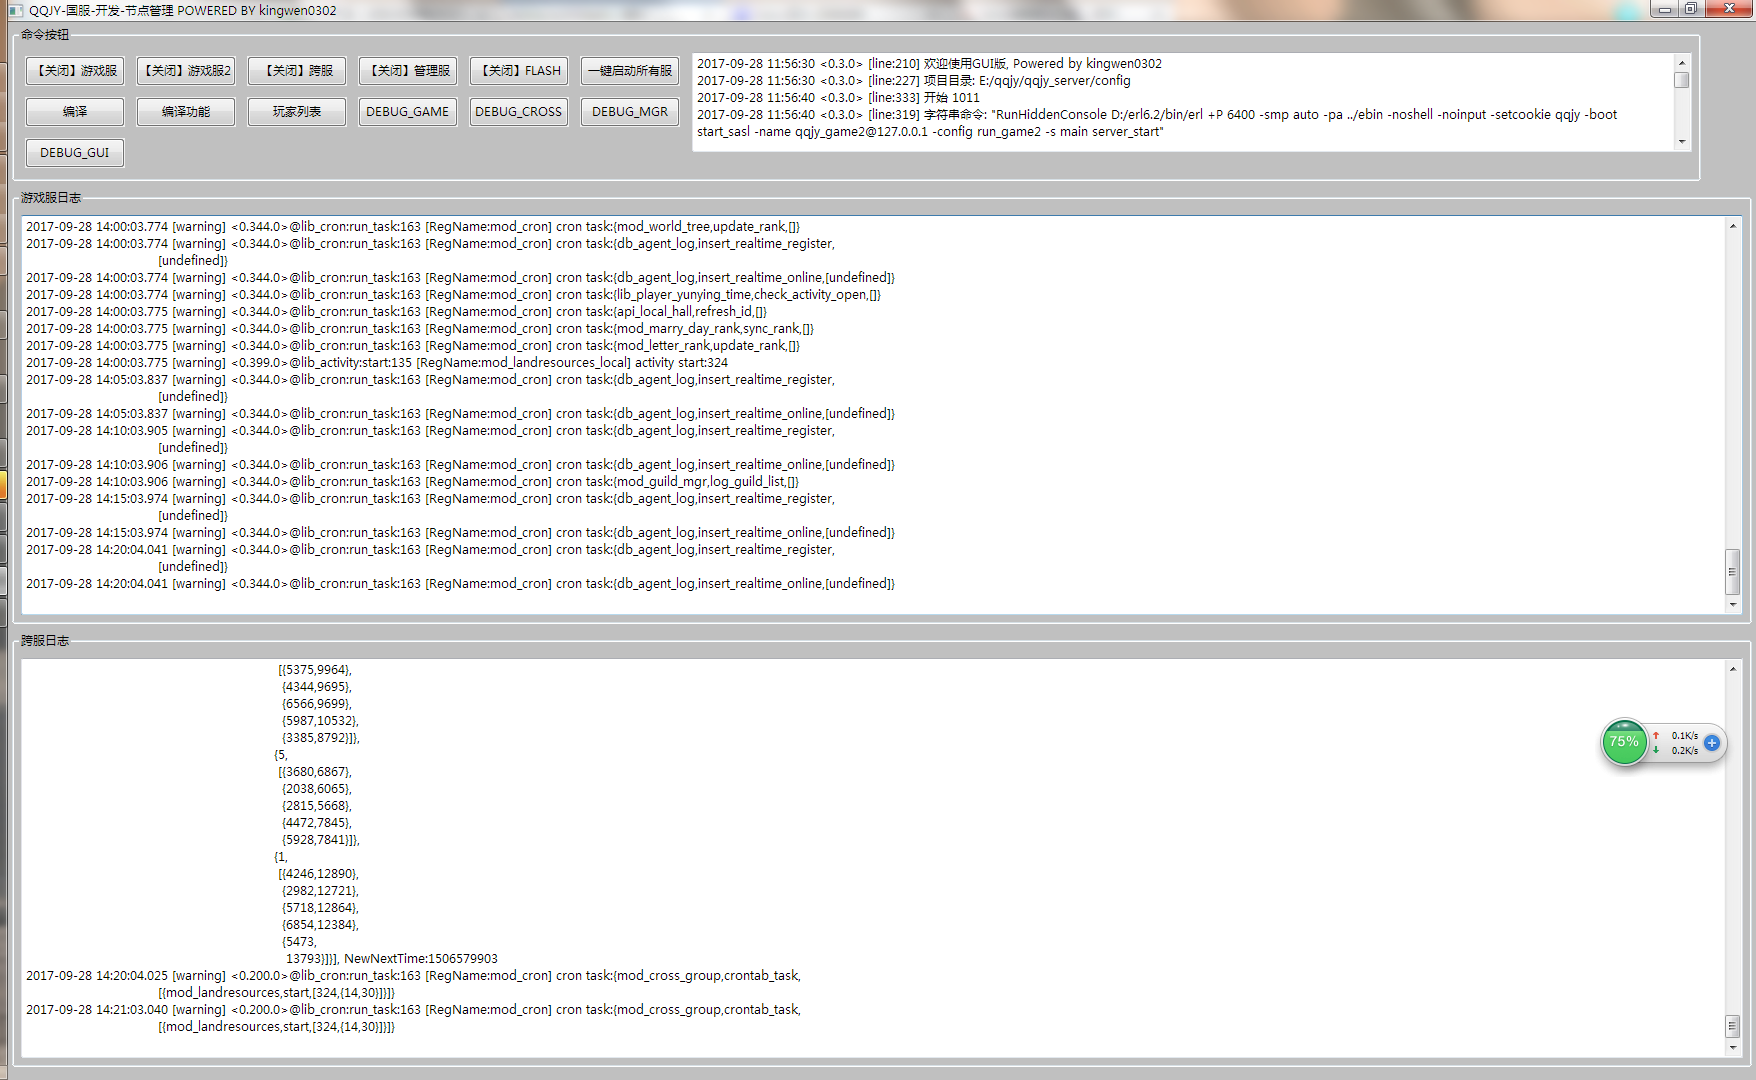 QQJY-国服-开发-节点管理 POWERED BY kingwen0302
命令按钮
【关闭】游戏服
【关闭】游戏服2
【关闭】跨服
【关闭】管理服
【关闭】FLASH
一键启动所有服
编译
编译功能
玩家列表
DEBUG_GAME
DEBUG_CROSS
DEBUG_MGR
DEBUG_GUI
2017-09-28 11:56:30 <0.3.0> [line:210] 欢迎使用GUI版, Powered by kingwen0302
2017-09-28 11:56:30 <0.3.0> [line:227] 项目目录: E:/qqjy/qqjy_server/config
2017-09-28 11:56:40 <0.3.0> [line:333] 开始 1011
2017-09-28 11:56:40 <0.3.0> [line:319] 字符串命令: "RunHiddenConsole D:/erl6.2/bin/erl +P 6400 -smp auto -pa ../ebin -noshell -noinput -setcookie qqjy -boot
start_sasl -name qqjy_game2@127.0.0.1 -config run_game2 -s main server_start"
游戏服日志
2017-09-28 14:00:03.774 [warning] <0.344.0>@lib_cron:run_task:163 [RegName:mod_cron] cron task:{mod_world_tree,update_rank,[]}
2017-09-28 14:00:03.774 [warning] <0.344.0>@lib_cron:run_task:163 [RegName:mod_cron] cron task:{db_agent_log,insert_realtime_register,
[undefined]}
2017-09-28 14:00:03.774 [warning] <0.344.0>@lib_cron:run_task:163 [RegName:mod_cron] cron task:{db_agent_log,insert_realtime_online,[undefined]}
2017-09-28 14:00:03.774 [warning] <0.344.0>@lib_cron:run_task:163 [RegName:mod_cron] cron task:{lib_player_yunying_time,check_activity_open,[]}
2017-09-28 14:00:03.775 [warning] <0.344.0>@lib_cron:run_task:163 [RegName:mod_cron] cron task:{api_local_hall,refresh_id,[]}
2017-09-28 14:00:03.775 [warning] <0.344.0>@lib_cron:run_task:163 [RegName:mod_cron] cron task:{mod_marry_day_rank,sync_rank,[]}
2017-09-28 14:00:03.775 [warning] <0.344.0>@lib_cron:run_task:163 [RegName:mod_cron] cron task:{mod_letter_rank,update_rank,[]}
2017-09-28 14:00:03.775 [warning] <0.399.0>@lib_activity:start:135 [RegName:mod_landresources_local] activity start:324
2017-09-28 14:05:03.837 [warning] <0.344.0>@lib_cron:run_task:163 [RegName:mod_cron] cron task:{db_agent_log,insert_realtime_register,
[undefined]}
2017-09-28 14:05:03.837 [warning] <0.344.0>@lib_cron:run_task:163 [RegName:mod_cron] cron task:{db_agent_log,insert_realtime_online,[undefined]}
2017-09-28 14:10:03.905 [warning] <0.344.0>@lib_cron:run_task:163 [RegName:mod_cron] cron task:{db_agent_log,insert_realtime_register,
[undefined]}
2017-09-28 14:10:03.906 [warning] <0.344.0>@lib_cron:run_task:163 [RegName:mod_cron] cron task:{db_agent_log,insert_realtime_online,[undefined]}
2017-09-28 14:10:03.906 [warning] <0.344.0>@lib_cron:run_task:163 [RegName:mod_cron] cron task:{mod_guild_mgr,log_guild_list,[]}
2017-09-28 14:15:03.974 [warning] <0.344.0>@lib_cron:run_task:163 [RegName:mod_cron] cron task:{db_agent_log,insert_realtime_register,
[undefined]}
2017-09-28 14:15:03.974 [warning] <0.344.0>@lib_cron:run_task:163 [RegName:mod_cron] cron task:{db_agent_log,insert_realtime_online,[undefined]}
2017-09-28 14:20:04.041 [warning] <0.344.0>@lib_cron:run_task:163 [RegName:mod_cron] cron task:{db_agent_log,insert_realtime_register,
[undefined]}
2017-09-28 14:20:04.041 [warning] <0.344.0>@lib_cron:run_task:163 [RegName:mod_cron] cron task:{db_agent_log,insert_realtime_online,[undefined]}
跨服日志
[{5375,9964},
{4344,9695},
{6566,9699},
{5987,10532},
{3385,8792}]},
{5,
[{3680,6867},
{2038,6065},
{2815,5668},
{4472,7845},
{5928,7841}]},
{1,
[{4246,12890},
{2982,12721},
{5718,12864},
{6854,12384},
{5473,
13793}]}], NewNextTime:1506579903
2017-09-28 14:20:04.025 [warning] <0.200.0>@lib_cron:run_task:163 [RegName:mod_cron] cron task:{mod_cross_group,crontab_task,
[{mod_landresources,start,[324,{14,30}]}]}
2017-09-28 14:21:03.040 [warning] <0.200.0>@lib_cron:run_task:163 [RegName:mod_cron] cron task:{mod_cross_group,crontab_task,
[{mod_landresources,start,[324,{14,30}]}]}
75%
0.1K/s
0.2K/s